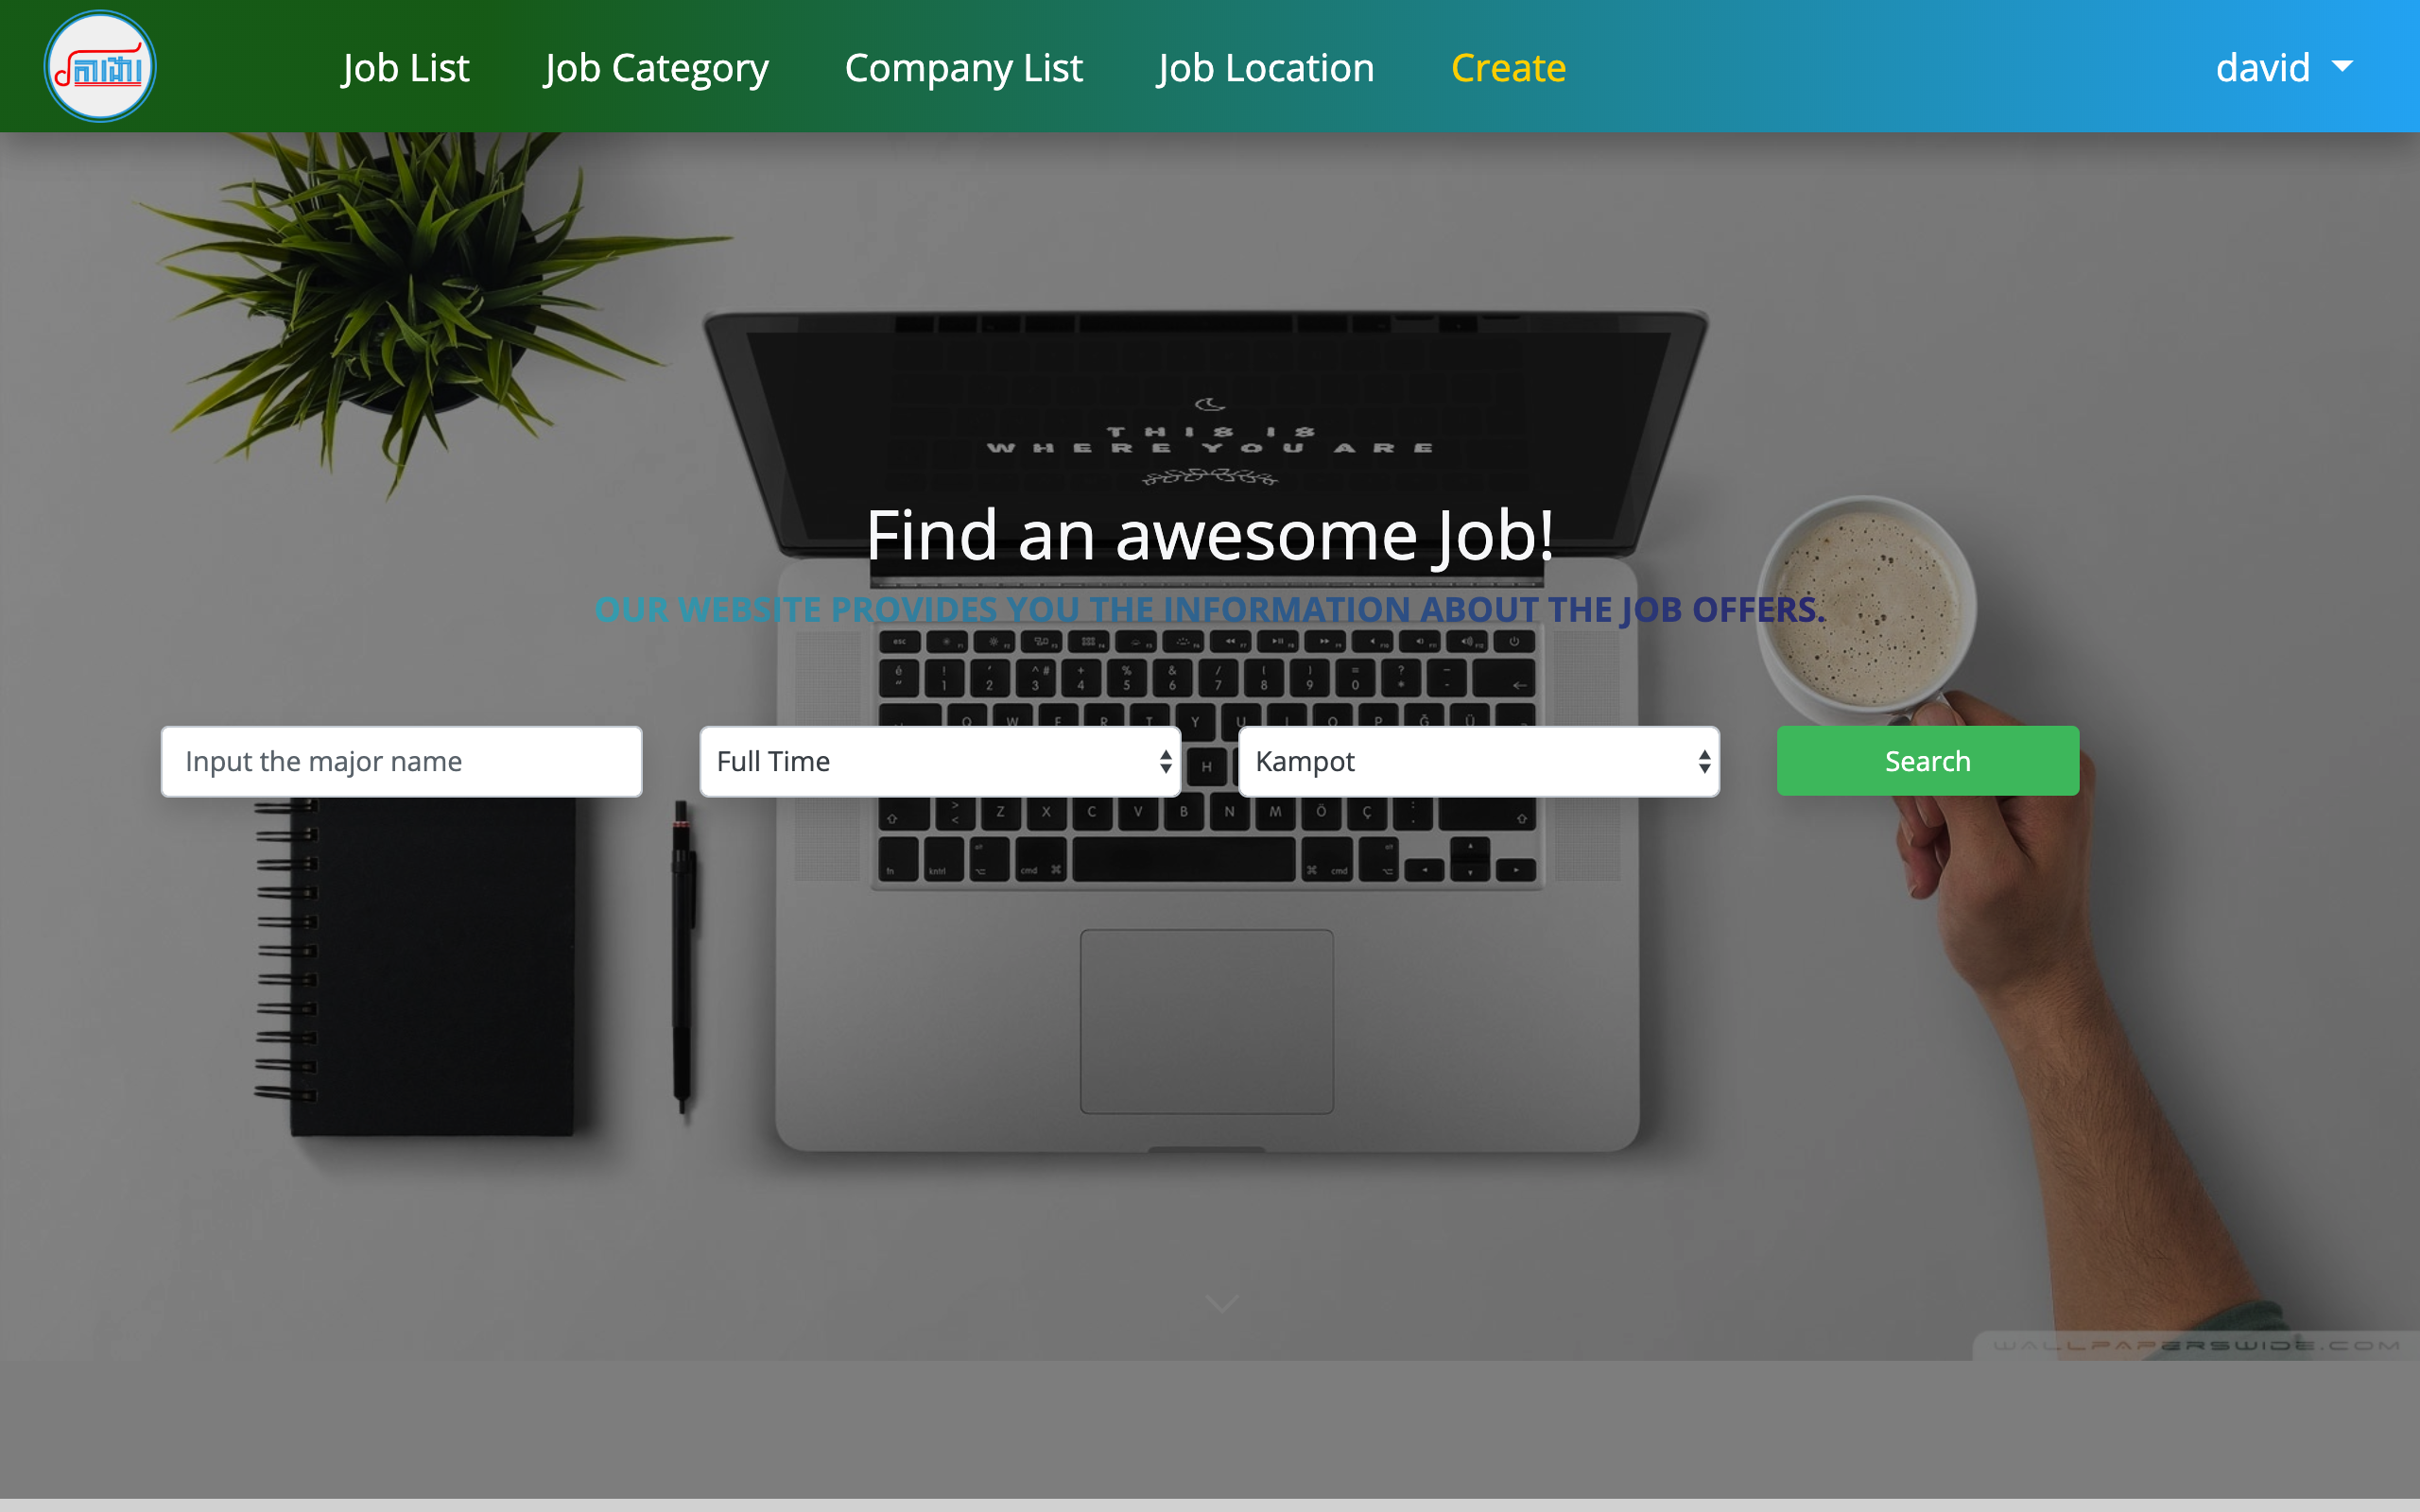 Job List
Job Category
Company List
Job Location
Create
david
THIS IS
WHERE YOU ARE
Find an awesome Job!
OUR WEBSITE PROVIDES YOU THE INFORMATION ABOUT THE JOB OFFERS.
Input the major name
Full Time
Kampot
Search
WALLPAPERSWIDE.COM